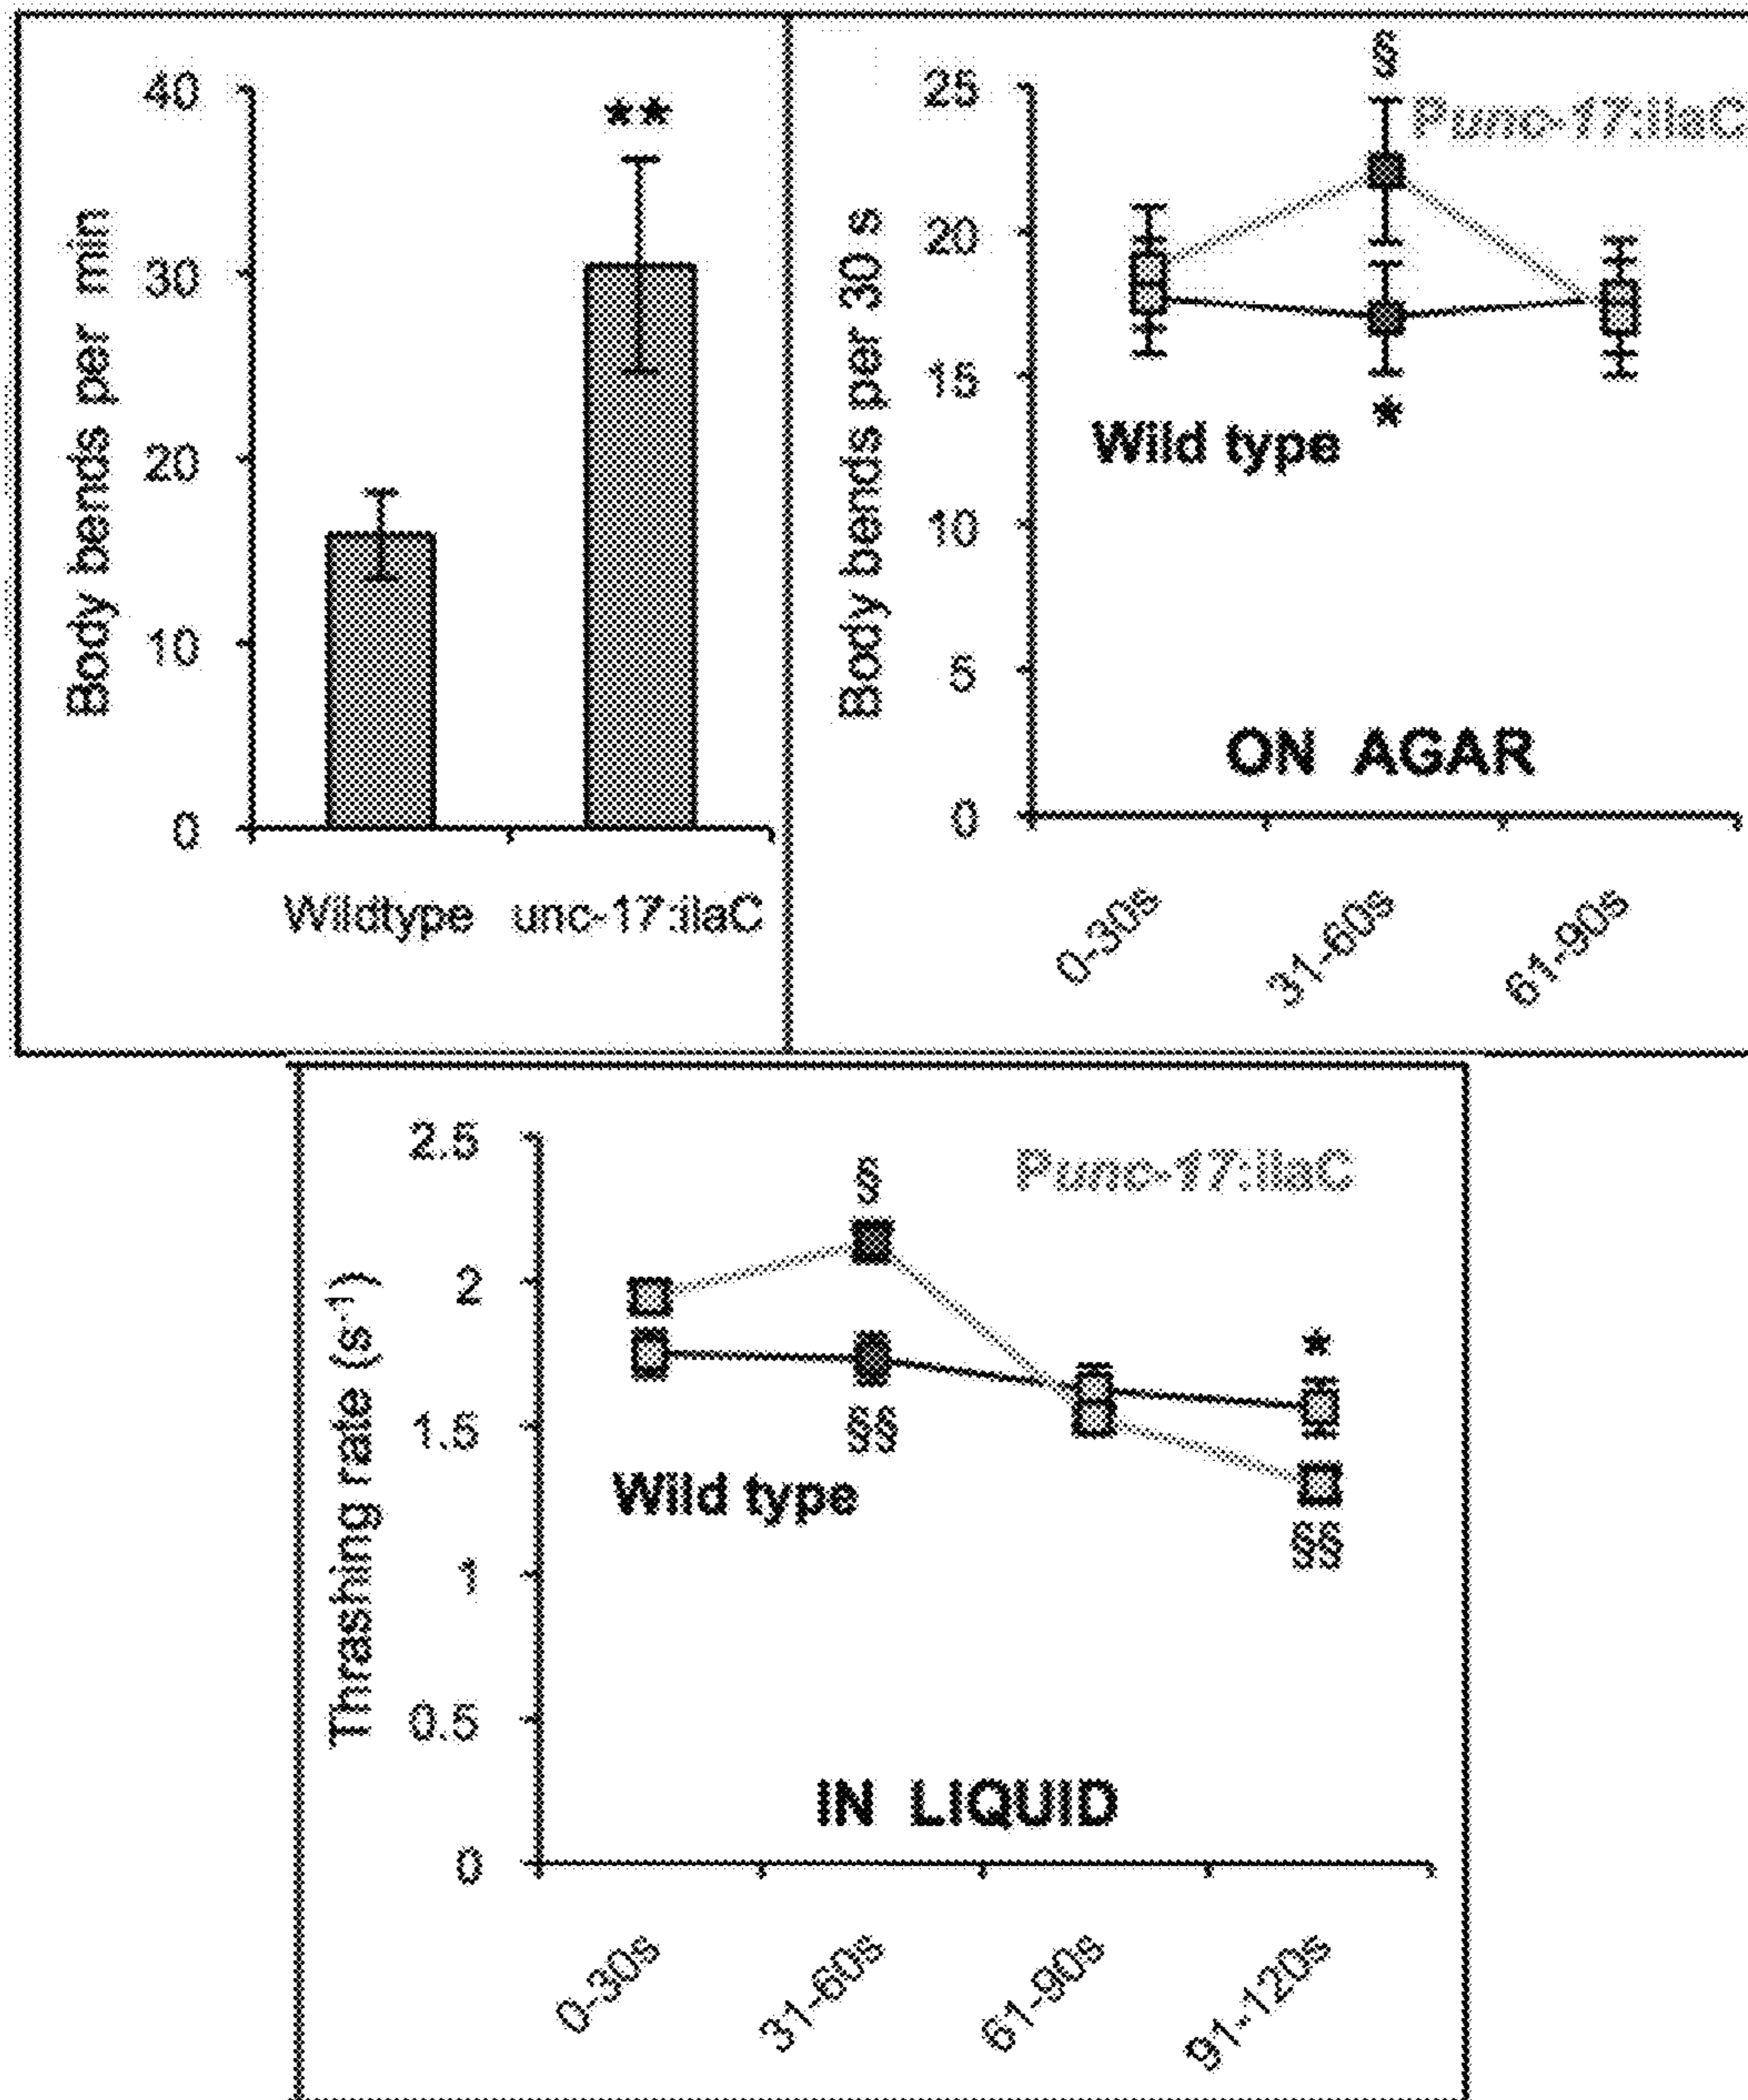 Body bends per min
40
30
20
10
0
**
Wildtype unc-17:ilaC
Body bends per 30 s
25
20
15
10
5
0
§
Punc-17:ilaC
Wild type
*
ON AGAR
0-30s
31-60s
61-90s
Thrashing rate (s-1)
2.5
2
1.5
1
0.5
0
§
Punc-17:ilaC
*
§§
Wild type
§§
IN LIQUID
0-30s
31-60s
61-90s
91-120s